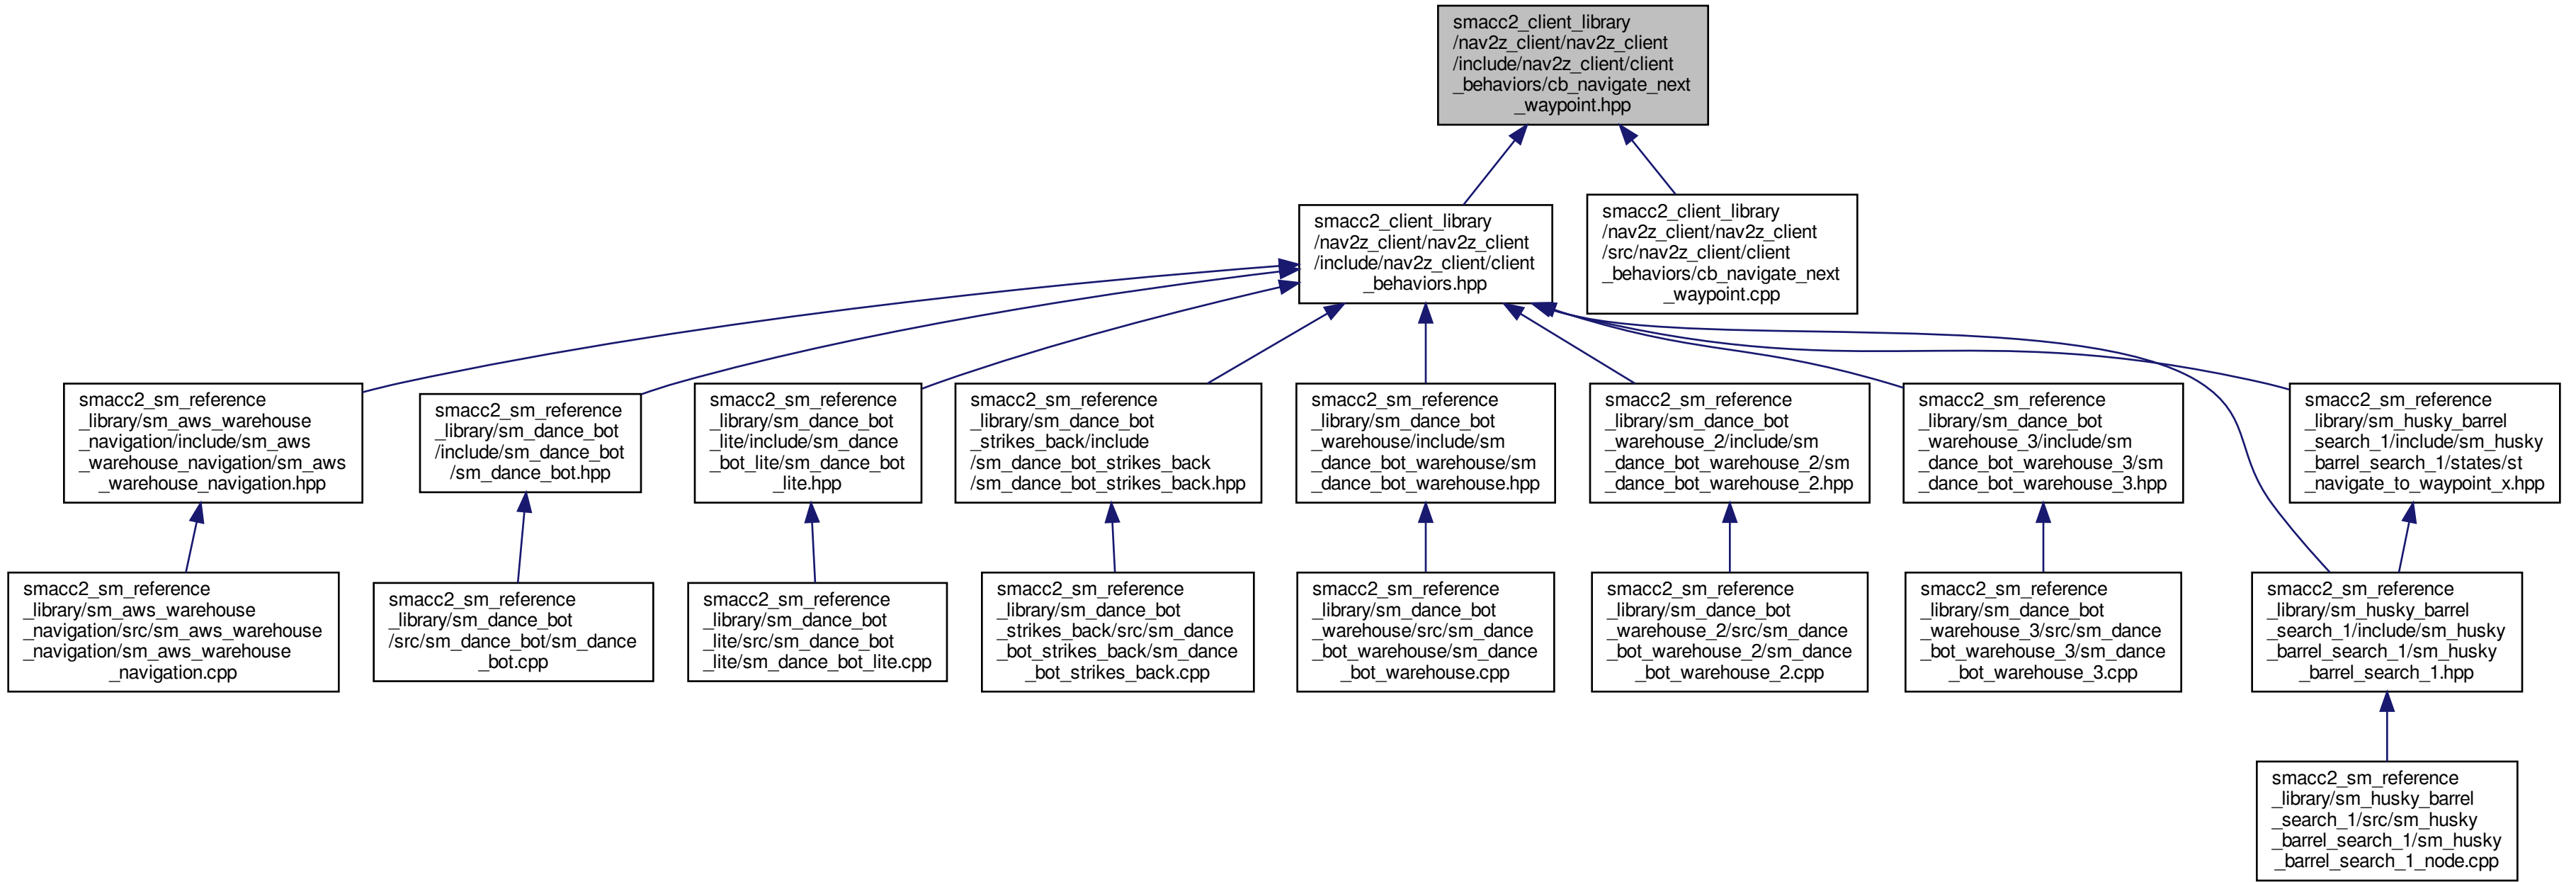 smacc2_client_library
/nav2z_client/nav2z_client
/include/nav2z_client/client
_behaviors/cb_navigate_next
_waypoint.hpp
smacc2_client_library
/nav2z_client/nav2z_client
/include/nav2z_client/client
_behaviors.hpp
smacc2_client_library
/nav2z_client/nav2z_client
/src/nav2z_client/client
_behaviors/cb_navigate_next
_waypoint.cpp
smacc2_sm_reference
_library/sm_aws_warehouse
_navigation/include/sm_aws
_warehouse_navigation/sm_aws
_warehouse_navigation.hpp
smacc2_sm_reference
_library/sm_dance_bot
/include/sm_dance_bot
/sm_dance_bot.hpp
smacc2_sm_reference
_library/sm_dance_bot
_lite/include/sm_dance
_bot_lite/sm_dance_bot
_lite.hpp
smacc2_sm_reference
_library/sm_dance_bot
_strikes_back/include
/sm_dance_bot_strikes_back
/sm_dance_bot_strikes_back.hpp
smacc2_sm_reference
_library/sm_dance_bot
_warehouse/include/sm
_dance_bot_warehouse/sm
_dance_bot_warehouse.hpp
smacc2_sm_reference
_library/sm_dance_bot
_warehouse_2/include/sm
_dance_bot_warehouse_2/sm
_dance_bot_warehouse_2.hpp
smacc2_sm_reference
_library/sm_dance_bot
_warehouse_3/include/sm
_dance_bot_warehouse_3/sm
_dance_bot_warehouse_3.hpp
smacc2_sm_reference
_library/sm_husky_barrel
_search_1/include/sm_husky
_barrel_search_1/states/st
_navigate_to_waypoint_x.hpp
smacc2_sm_reference
_library/sm_aws_warehouse
_navigation/src/sm_aws_warehouse
_navigation/sm_aws_warehouse
_navigation.cpp
smacc2_sm_reference
_library/sm_dance_bot
/src/sm_dance_bot/sm_dance
_bot.cpp
smacc2_sm_reference
_library/sm_dance_bot
_lite/src/sm_dance_bot
_lite/sm_dance_bot_lite.cpp
smacc2_sm_reference
_library/sm_dance_bot
_strikes_back/src/sm_dance
_bot_strikes_back/sm_dance
_bot_strikes_back.cpp
smacc2_sm_reference
_library/sm_dance_bot
_warehouse/src/sm_dance
_bot_warehouse/sm_dance
_bot_warehouse.cpp
smacc2_sm_reference
_library/sm_dance_bot
_warehouse_2/src/sm_dance
_bot_warehouse_2/sm_dance
_bot_warehouse_2.cpp
smacc2_sm_reference
_library/sm_dance_bot
_warehouse_3/src/sm_dance
_bot_warehouse_3/sm_dance
_bot_warehouse_3.cpp
smacc2_sm_reference
_library/sm_husky_barrel
_search_1/include/sm_husky
_barrel_search_1/sm_husky
_barrel_search_1.hpp
smacc2_sm_reference
_library/sm_husky_barrel
_search_1/src/sm_husky
_barrel_search_1/sm_husky
_barrel_search_1_node.cpp